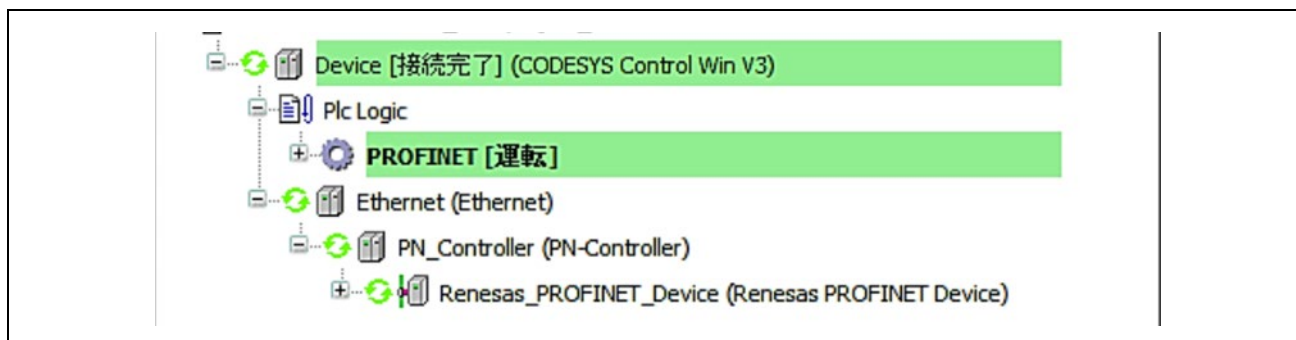 Device [接続完了] (CODESYS Control Win V3)
Plc Logic
PROFINET [運転]
Ethernet (Ethernet)
PN_Controller (PN-Controller)
Renesas_PROFINET_Device (Renesas PROFINET Device)